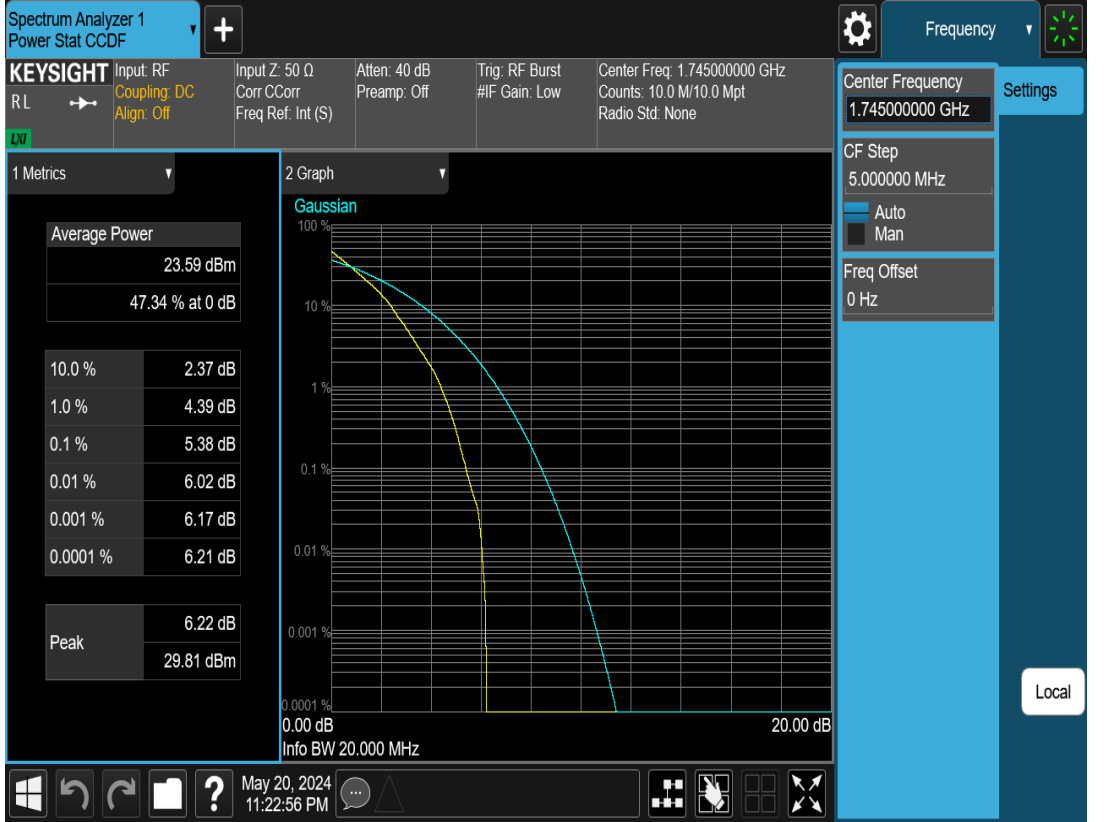 Spectrum Analyzer 1
Power Stat CCDF
▼
+
Frequency
▼
KEYSIGHT
RL
LXI
Input: RF
Coupling: DC
Align: Off
Input Z: 50 Ω
Corr CCorr
Freq Ref: Int (S)
Atten: 40 dB
Preamp: Off
Trig: RF Burst
#IF Gain: Low
Center Freq: 1.745000000 GHz
Counts: 10.0 M/10.0 Mpt
Radio Std: None
Center Frequency
1.745000000 GHz
Settings
CF Step
5.000000 MHz
Auto
Man
Freq Offset
0 Hz
Local
1 Metrics ▼
Average Power
23.59 dBm
47.34 % at 0 dB
10.0 % 2.37 dB
1.0 % 4.39 dB
0.1 % 5.38 dB
0.01 % 6.02 dB
0.001 % 6.17 dB
0.0001 % 6.21 dB
Peak 6.22 dB
29.81 dBm
2 Graph ▼
Gaussian
100 %
10 %
1 %
0.1 %
0.01 %
0.001 %
0.0001 %
0.00 dB 20.00 dB
Info BW 20.000 MHz
?
May 20, 2024
11:22:56 PM